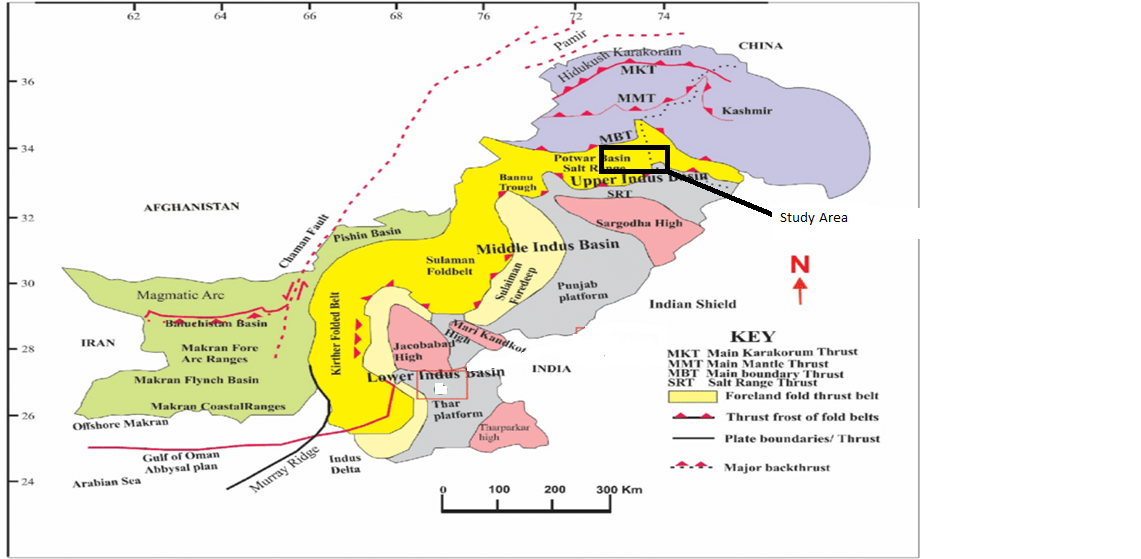 62
66
68
76
72
74
Pamir
CHINA
Hidukush Karakoram
36
MKT
MMT
Kashmir
MBT
34
Potwar Basin
Salt Range
Bannu
Trough
Upper Indus Basin
SRT
32
AFGHANISTAN
Study Area
Sargodha High
Chaman Fault
Pishin Basin
Middle Indus Basin
N
Sulaman
Foldbelt
Sulaiman
Foredeep
30
Punjab
platform
Magmatic Arc
Indian Shield
Baluchistan Basin
Kirther Folded Belt
Mari Kandkot
High
KEY
28
IRAN
Makran Fore
Arc Ranges
Jacobabad
High
MKT Main Karakorum Thrust
MMT Main Mantle Thrust
MBT Main boundary Thrust
SRT Salt Range Thrust
INDIA
Makran Flynch Basin
Lower Indus Basin
Foreland fold thrust belt
Makran CoastalRanges
Thar
platform
26
Offshore Makran
Thrust frost of fold belts
Tharparkar
high
Plate boundaries/ Thrust
Gulf of Oman
Abbysal plan
Murray Ridge
Indus
Delta
Major backthrust
24
Arabian Sea
0 100 200 300 Km